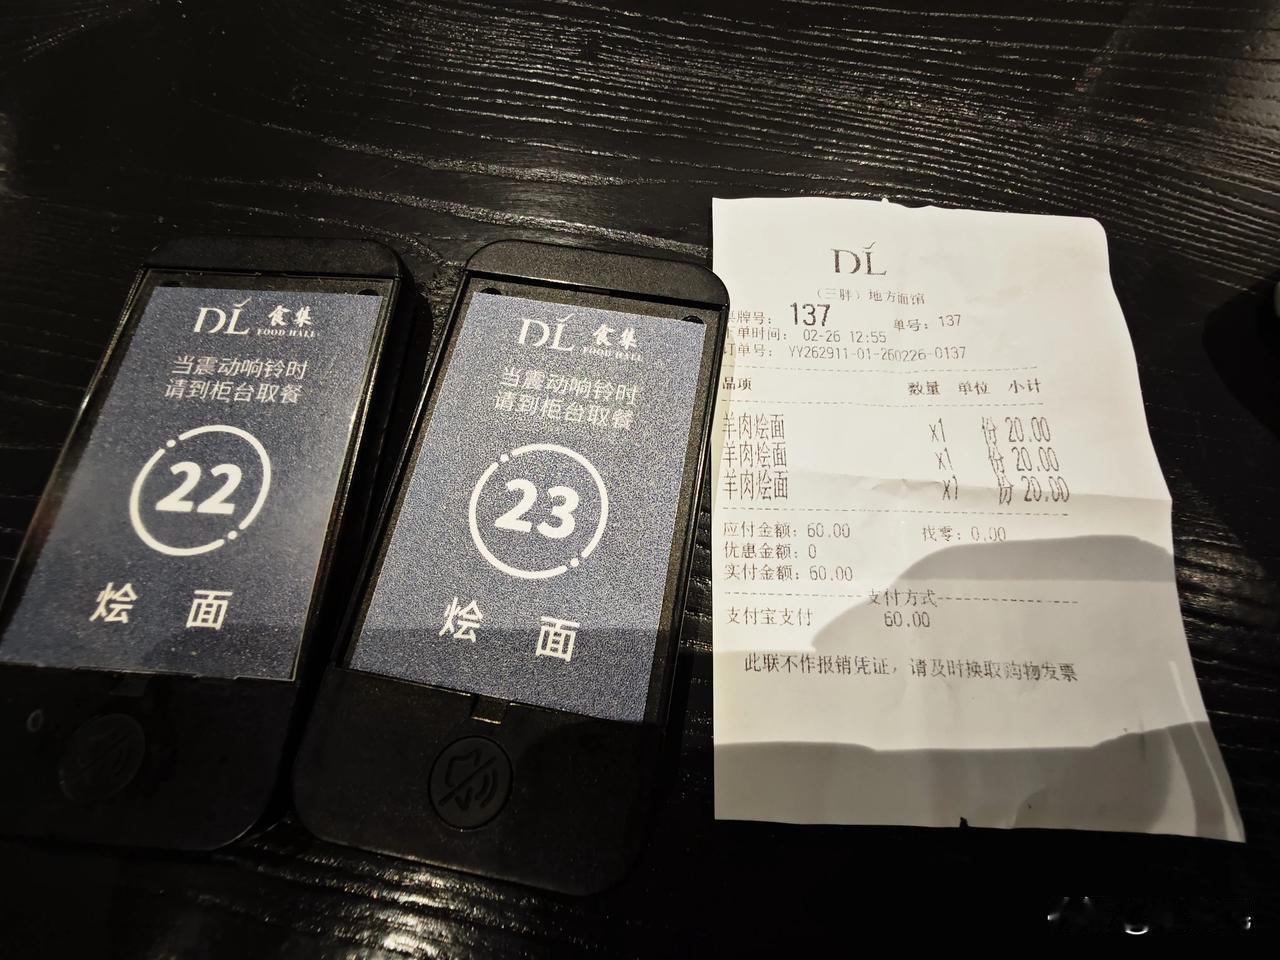 DL 食集
FOOD HALL
当震动响铃时
请到柜台取餐
22
烩 面
DL 食集
FOOD HALL
当震动响铃时
请到柜台取餐
23
烩 面
DL
(三胖)地方面馆
牌号: 137 单号: 137
单时间: 02-26 12:55
订单号: YY262911-01-260226-0137
品项 数量 单位 小计
羊肉烩面 x1 份 20.00
羊肉烩面 x1 份 20.00
羊肉烩面 x1 份 20.00
应付金额: 60.00 找零: 0.00
优惠金额: 0
实付金额: 60.00
支付方式
支付宝支付 60.00
此联不作报销凭证, 请及时换取购物发票